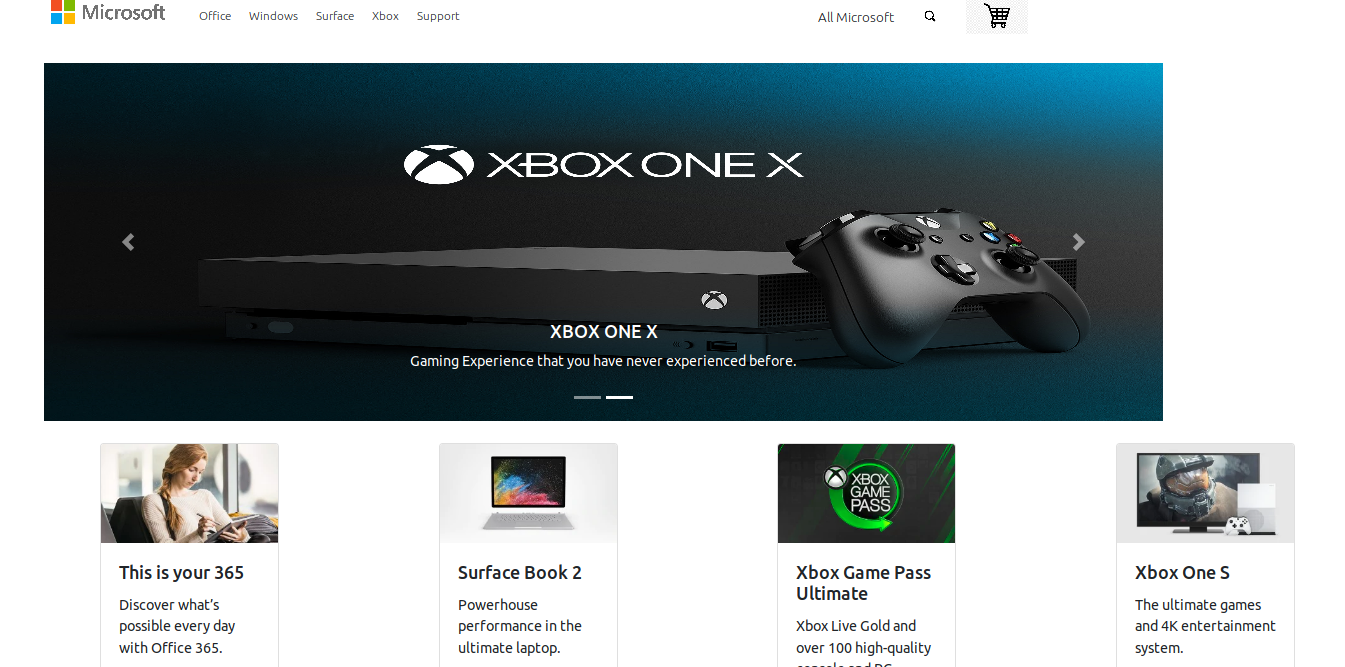 Microsoft
Office Windows Surface Xbox Support
All Microsoft
XBOX ONE X
XBOX ONE X
Gaming Experience that you have never experienced before.
XBOX
GAME
PASS
This is your 365
Discover what’s
possible every day
with Office 365.
Surface Book 2
Powerhouse
performance in the
ultimate laptop.
Xbox Game Pass
Ultimate
Xbox Live Gold and
over 100 high-quality
console and PC
Xbox One S
The ultimate games
and 4K entertainment
system.